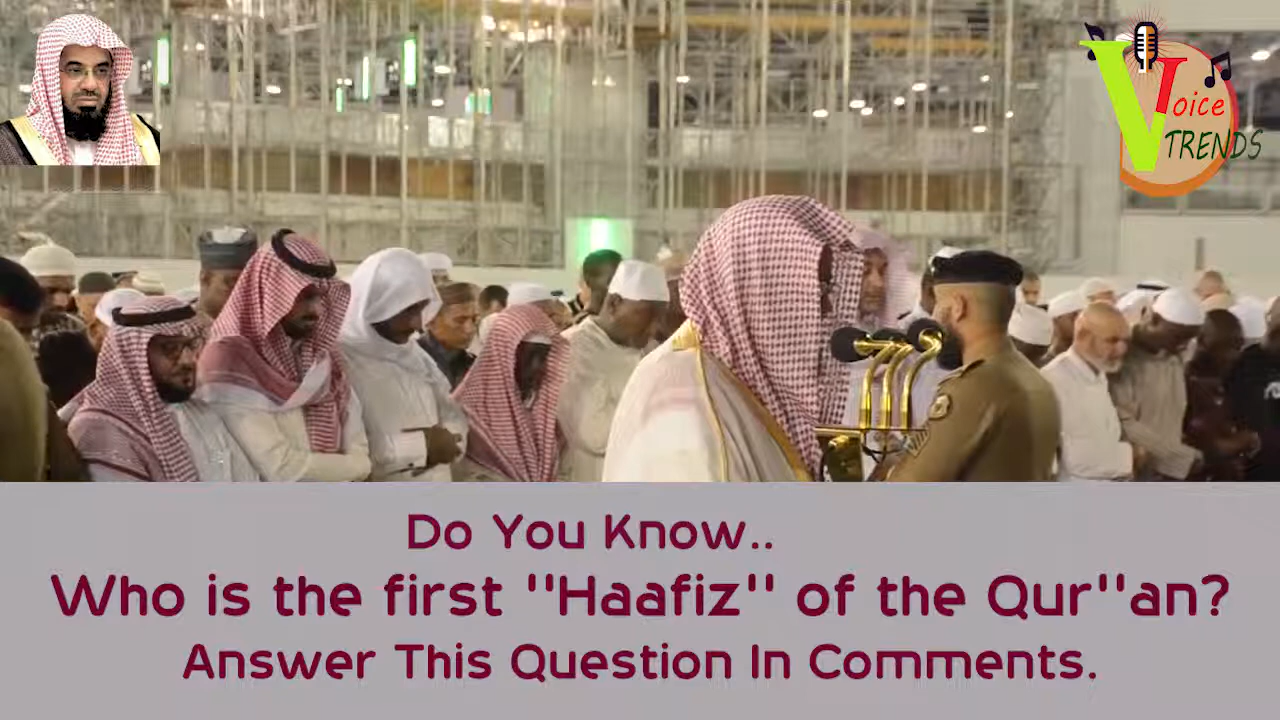 Voice
TRENDS
Do You Know..
Who is the first "Haafiz" of the Qur"an?
Answer This Question In Comments.